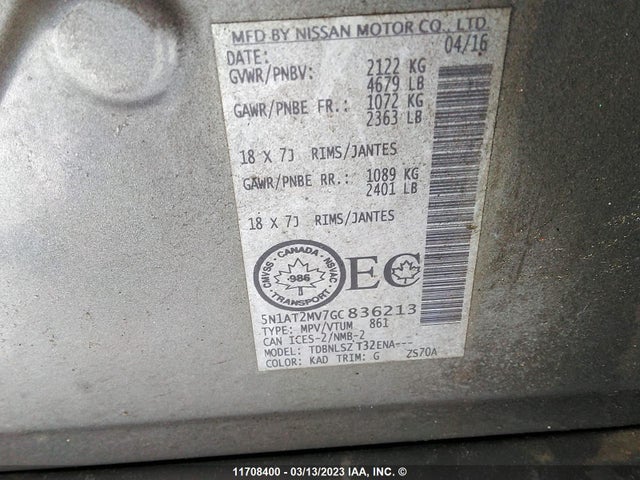 MFD BY NISSAN MOTOR CO., LTD.
DATE: 04/16
GVWR/PNBV: 2122 KG
4679 LB
GAWR/PNBE FR.: 1072 KG
2363 LB
18 X 7J RIMS/JANTES
GAWR/PNBE RR.: 1089 KG
2401 LB
18 X 7J RIMS/JANTES
CMVSS - CANADA - NSVAC
- 986 -
TRANSPORT
EC
5N1AT2MV7GC836213
TYPE: MPV/VTUM 861
CAN ICES-2/NMB-2
MODEL: TDBNLSZ T32ENA---
COLOR: KAD TRIM: G ZS70A
11708400 - 03/13/2023 IAA, INC. ©